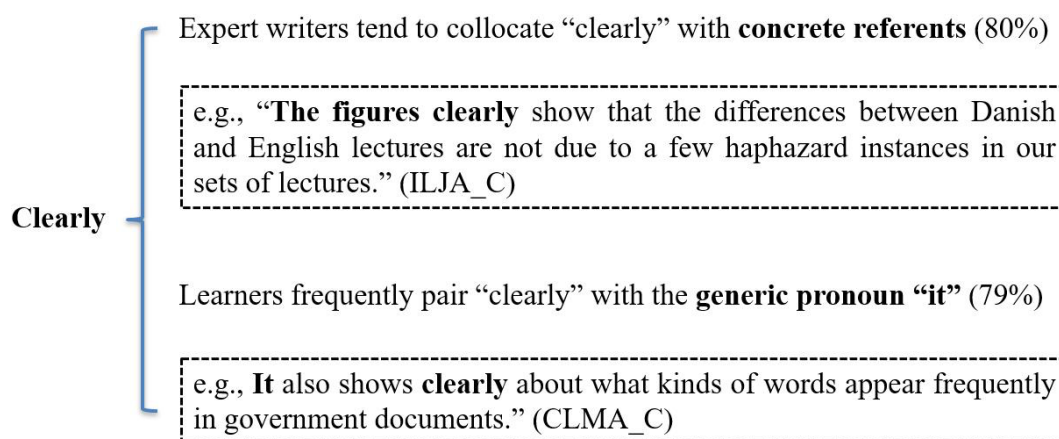 Expert writers tend to collocate “clearly” with concrete referents (80%)
e.g., “The figures clearly show that the differences between Danish
and English lectures are not due to a few haphazard instances in our
sets of lectures.” (ILJA_C)
Clearly
Learners frequently pair “clearly” with the generic pronoun “it” (79%)
e.g., It also shows clearly about what kinds of words appear frequently
in government documents.” (CLMA_C)